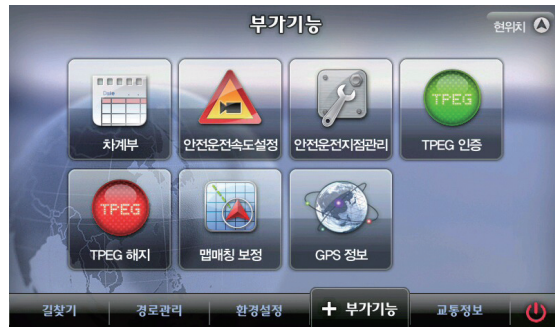 부가기능
현위치
Date
차계부
안전운전속도설정
안전운전지점관리
TPEG
TPEG 인증
TPEG
TPEG 해지
맵매칭 보정
GPS 정보
길찾기
경로관리
환경설정
+ 부가기능
교통정보